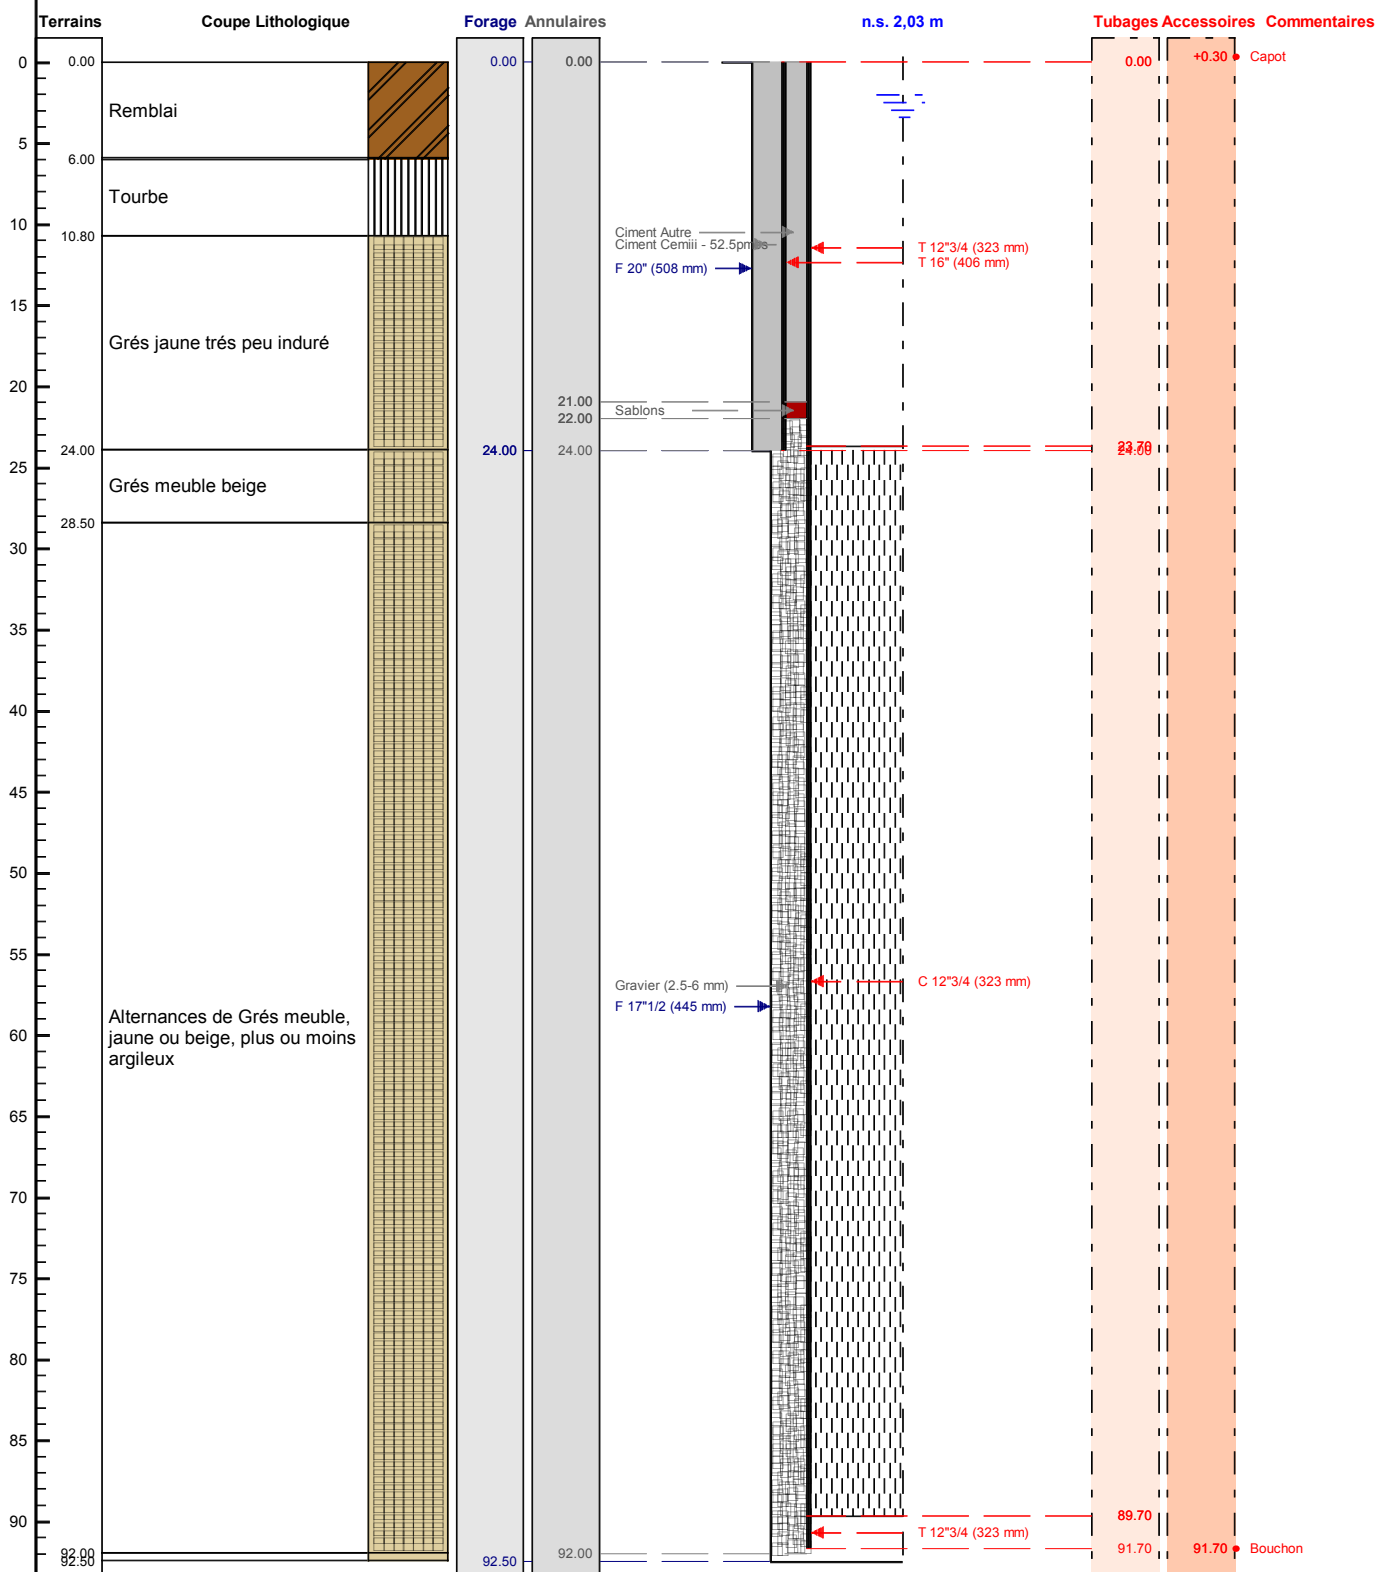 Terrains Coupe Lithologique Forage Annulaires n.s. 2,03 m Tubages Accessoires Commentaires
+0.30 Capot
0 0.00 0.00 0.00 0.00
Remblai
5
6.00
Tourbe
10
10.80
Ciment Autre
Ciment Cemiii - 52.5pm
T 12"3/4 (323 mm)
T 16" (406 mm)
F 20" (508 mm)
15
Grés jaune trés peu induré
20
21.00
Sablons
22.00
23.70
24.00 24.00 24.00 24.00
25
Grés meuble beige
28.50
30
35
40
45
50
55
C 12"3/4 (323 mm)
Gravier (2.5-6 mm)
F 17"1/2 (445 mm)
Alternances de Grés meuble,
jaune ou beige, plus ou moins
argileux
60
65
70
75
80
85
89.70
90
T 12"3/4 (323 mm)
91.70 91.70 Bouchon
92.00 92.00
92.50 92.50